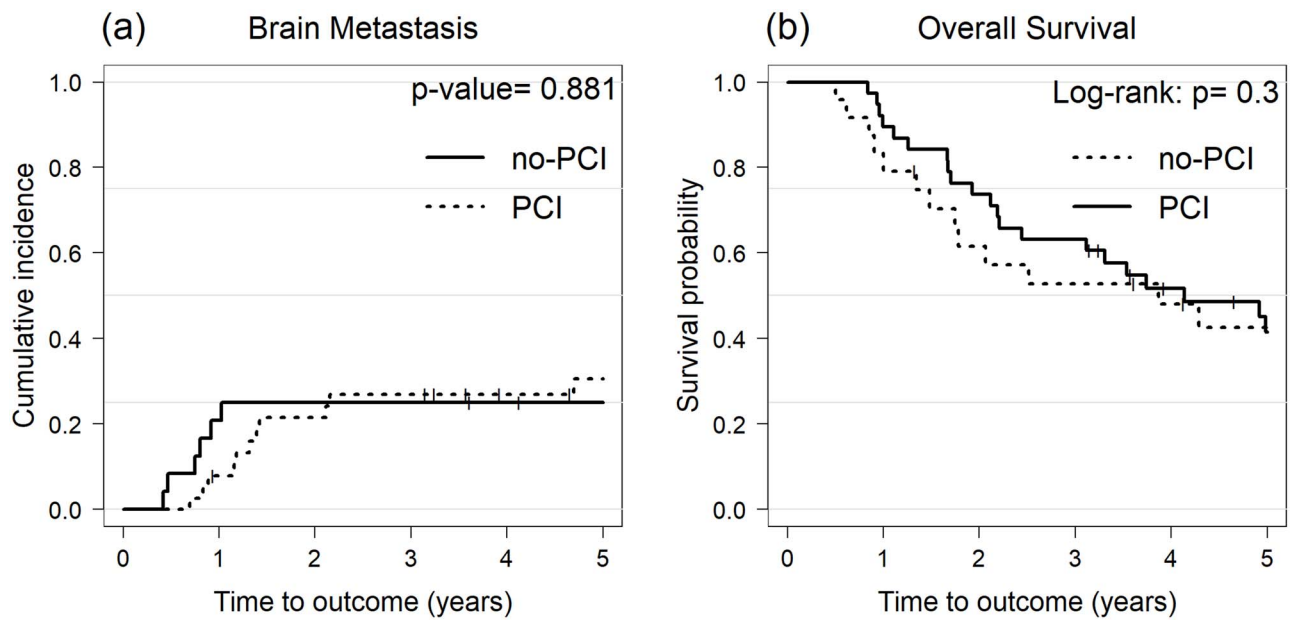 (a) Brain Metastasis
p-value= 0.881
no-PCI
PCI
Cumulative incidence
1.0
0.8
0.6
0.4
0.2
0.0
0 1 2 3 4 5
Time to outcome (years)
(b) Overall Survival
Log-rank: p= 0.3
no-PCI
PCI
Survival probability
1.0
0.8
0.6
0.4
0.2
0.0
0 1 2 3 4 5
Time to outcome (years)